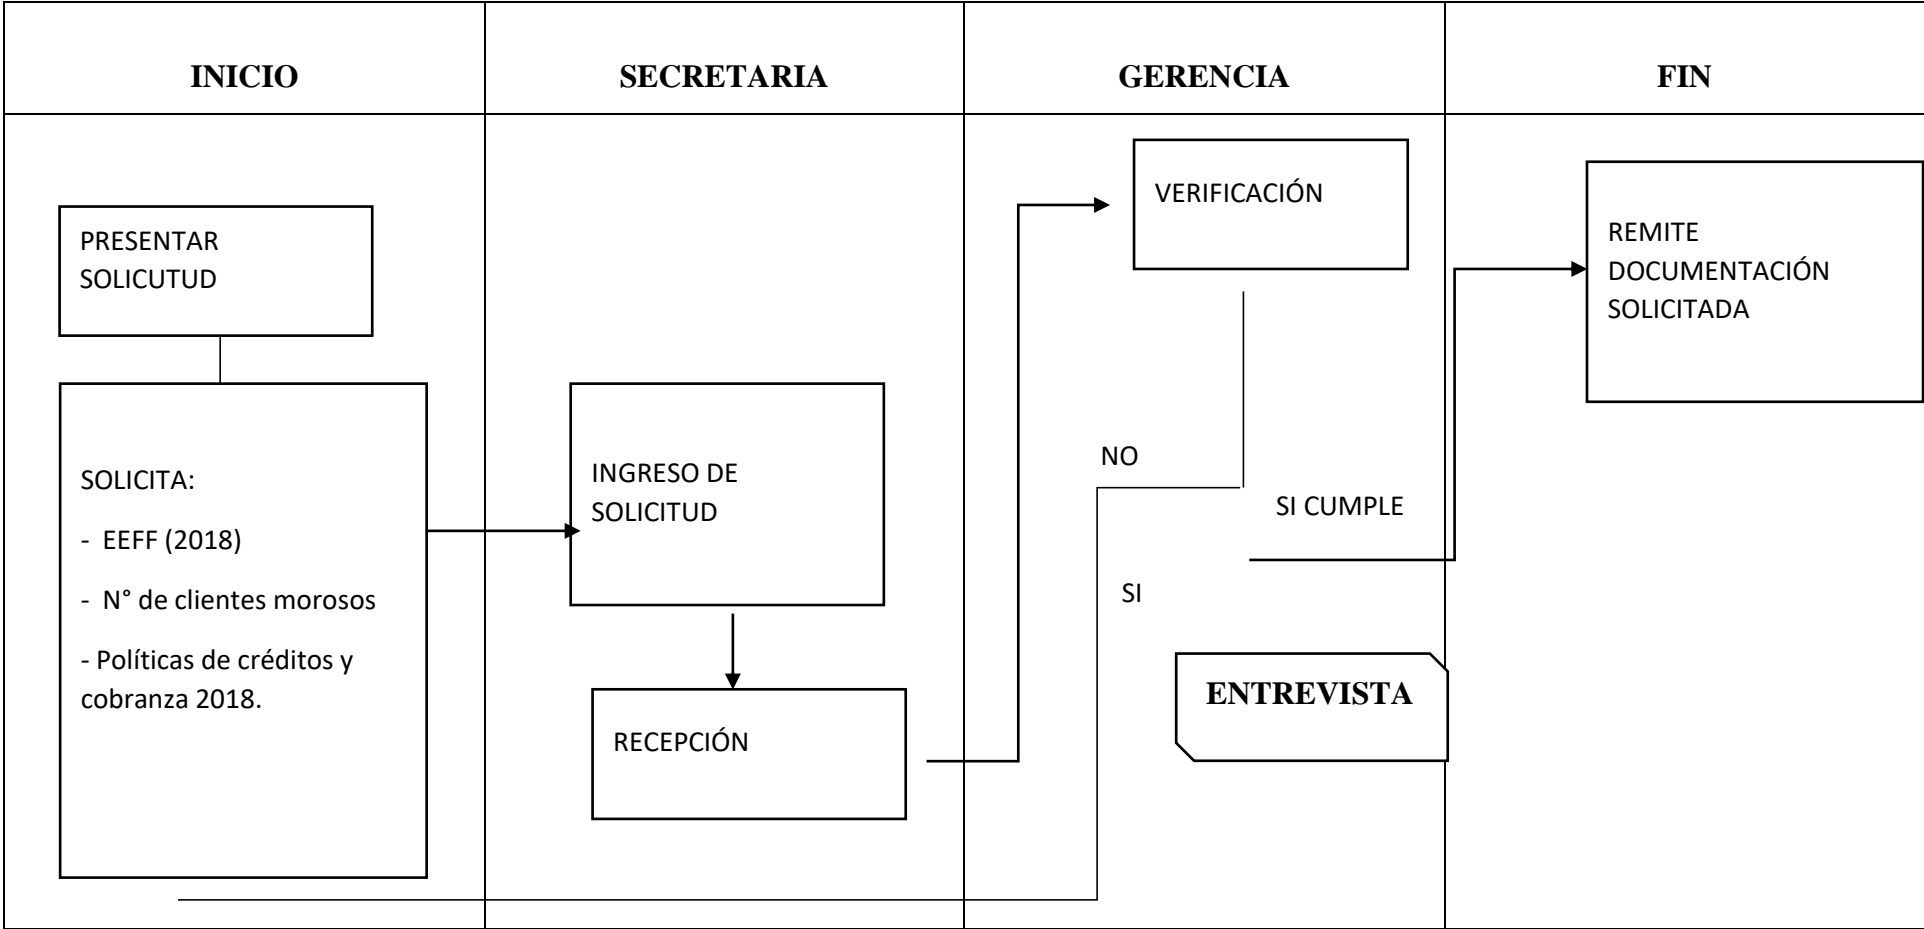 INICIO
SECRETARIA
GERENCIA
FIN
PRESENTAR
SOLICUTUD
SOLICITA:
- EEFF (2018)
- N° de clientes morosos
- Políticas de créditos y
cobranza 2018.
INGRESO DE
SOLICITUD
RECEPCIÓN
VERIFICACIÓN
NO
SI CUMPLE
SI
ENTREVISTA
REMITE
DOCUMENTACIÓN
SOLICITADA